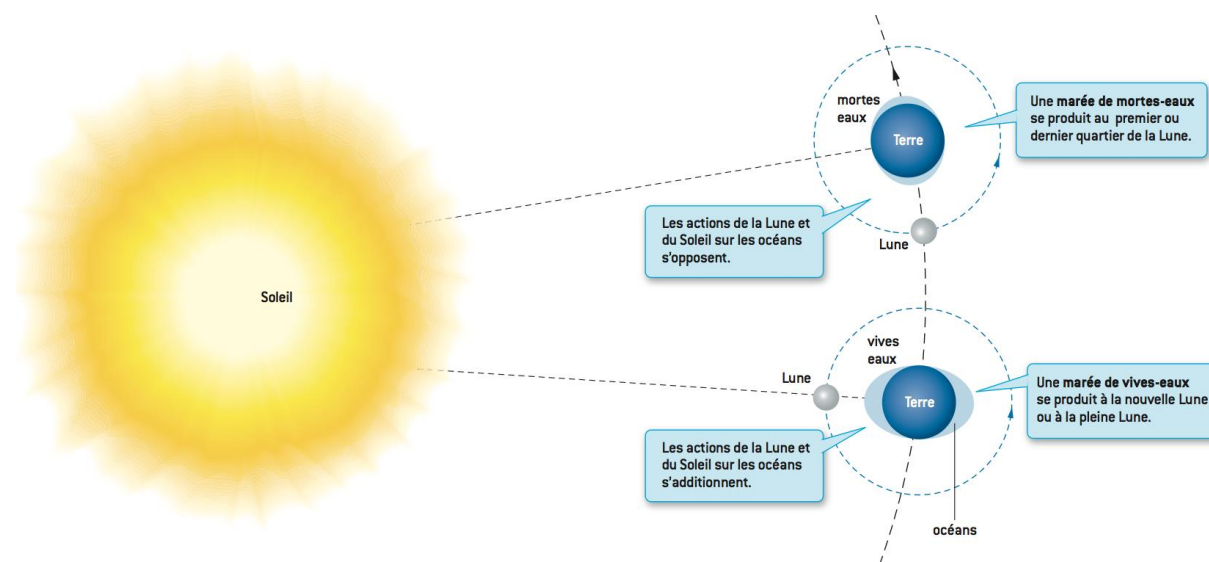 mortes
eaux
Terre
Une marée de mortes-eaux
se produit au premier ou
dernier quartier de la Lune.
Les actions de la Lune et
du Soleil sur les océans
s'opposent.
Lune
Soleil
vives
eaux
Lune
Terre
Une marée de vives-eaux
se produit à la nouvelle Lune
ou à la pleine Lune.
Les actions de la Lune et
du Soleil sur les océans
s'additionnent.
océans